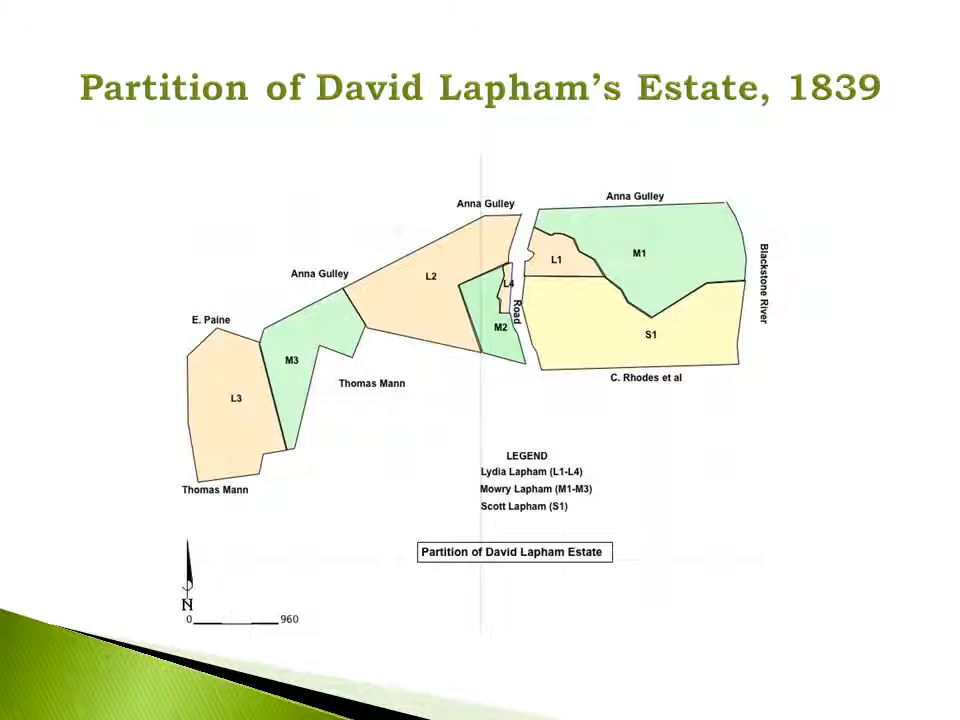 Partition of David Lapham’s Estate, 1839
Anna Gulley
Anna Gulley
Anna Gulley
E. Paine
L1
M1
L2
L4
Road
Blackstone River
M2
S1
M3
L3
Thomas Mann
C. Rhodes et al
Thomas Mann
LEGEND
Lydia Lapham (L1-L4)
Mowry Lapham (M1-M3)
Scott Lapham (S1)
Partition of David Lapham Estate
N
0 960